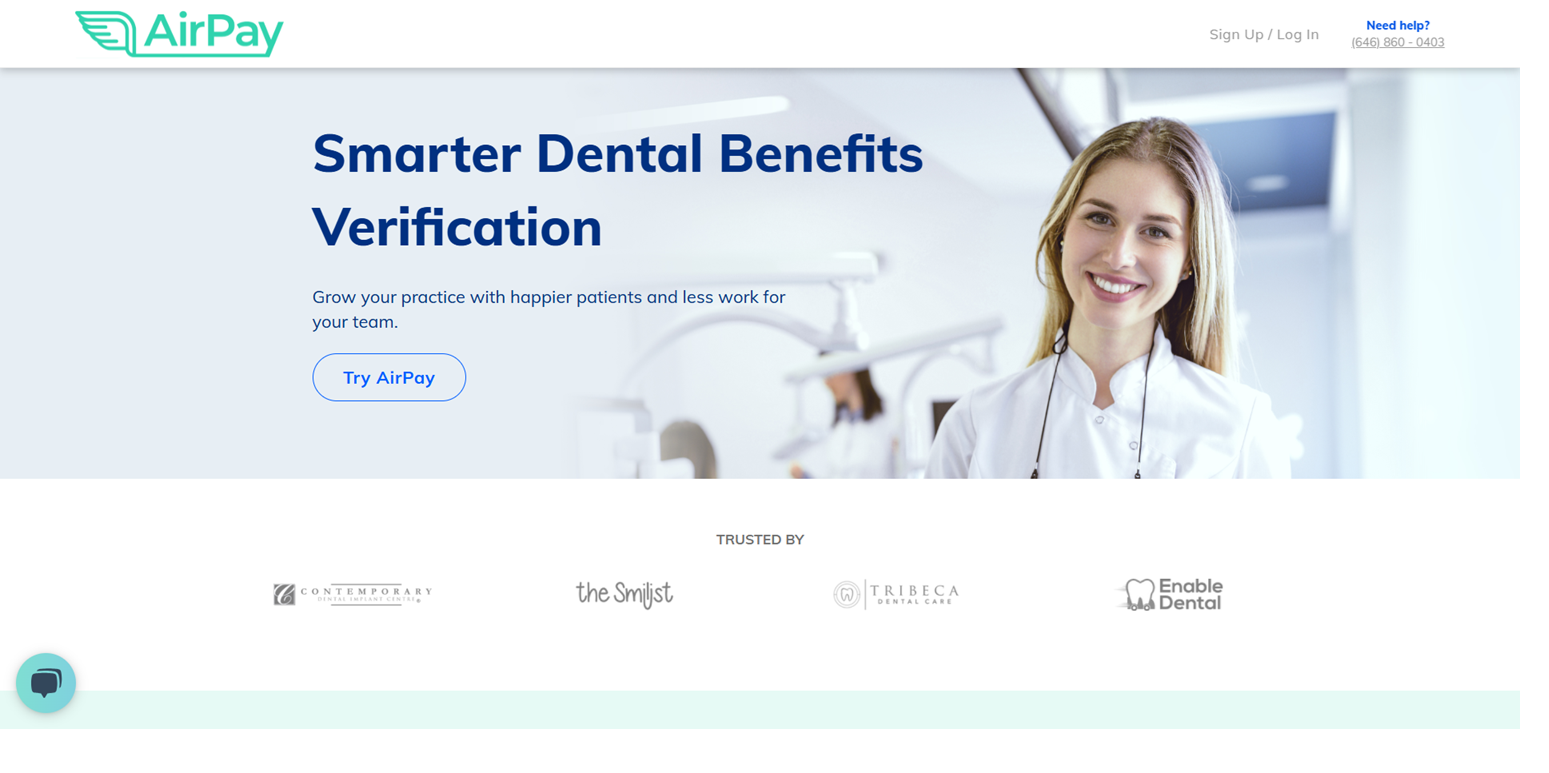 AirPay
Sign Up / Log In
Need help?
(646) 860 - 0403
Smarter Dental Benefits
Verification
Grow your practice with happier patients and less work for
your team.
Try AirPay
TRUSTED BY
CONTEMPORARY
DENTAL IMPLANT CENTRE
the Smilist
TRIBECA
DENTAL CARE
Enable
Dental